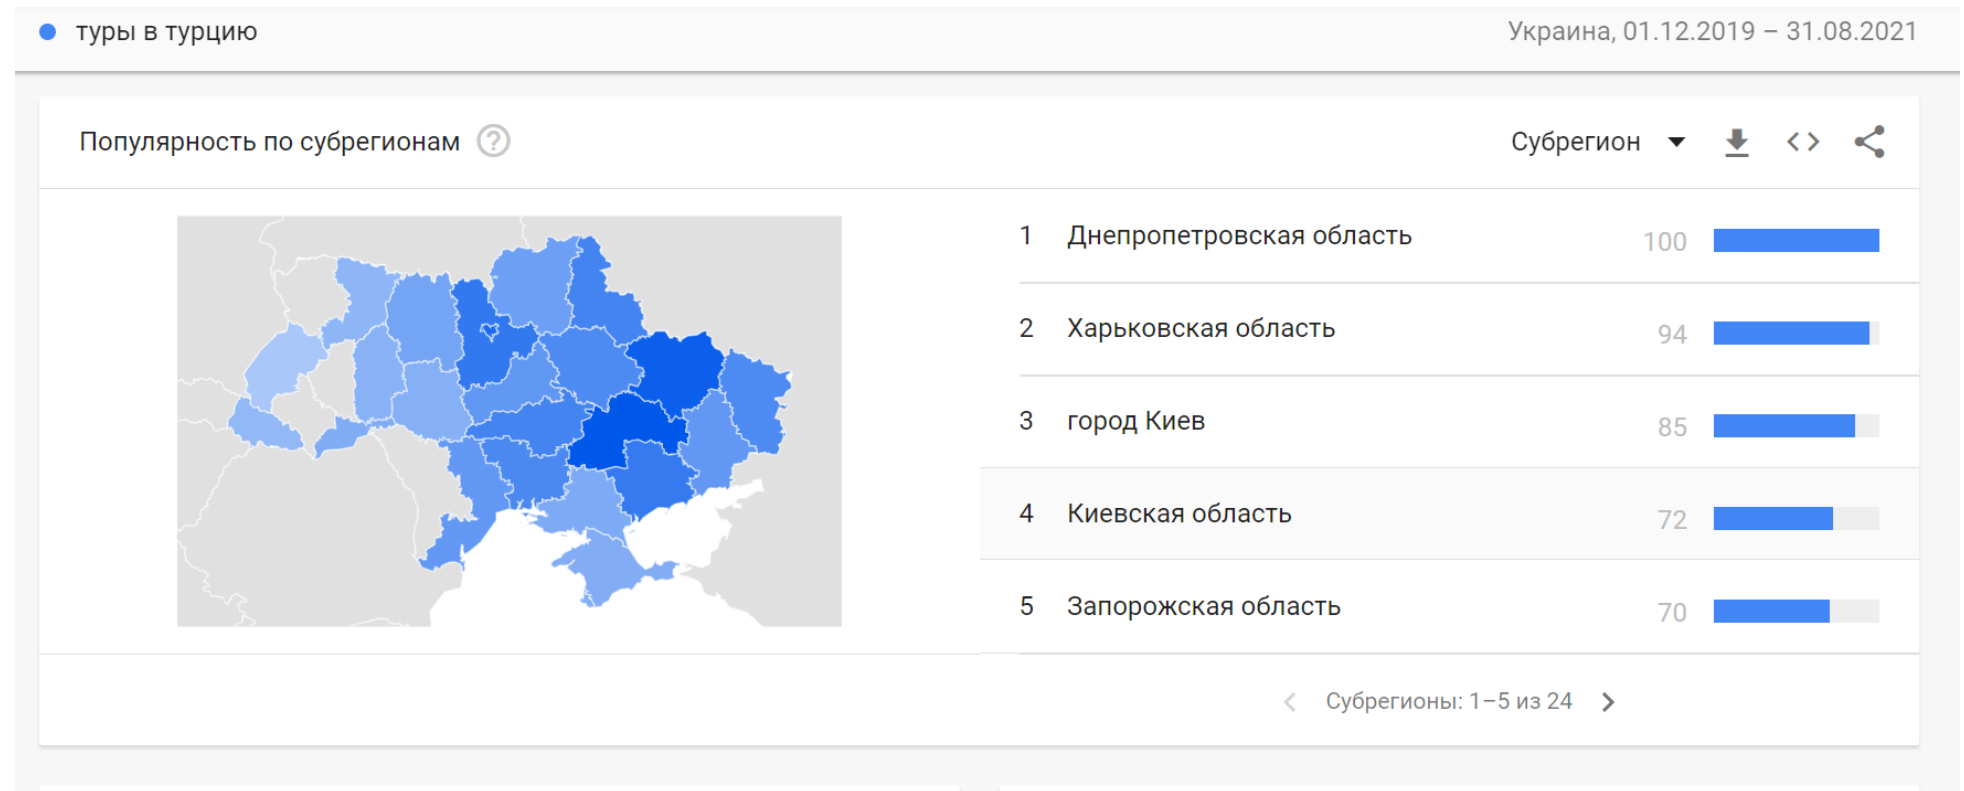 туры в турцию
Украина, 01.12.2019 – 31.08.2021
Популярность по субрегионам ?
Субрегион
1 Днепропетровская область 100
2 Харьковская область 94
3 город Киев 85
4 Киевская область 72
5 Запорожская область 70
Субрегионы: 1–5 из 24